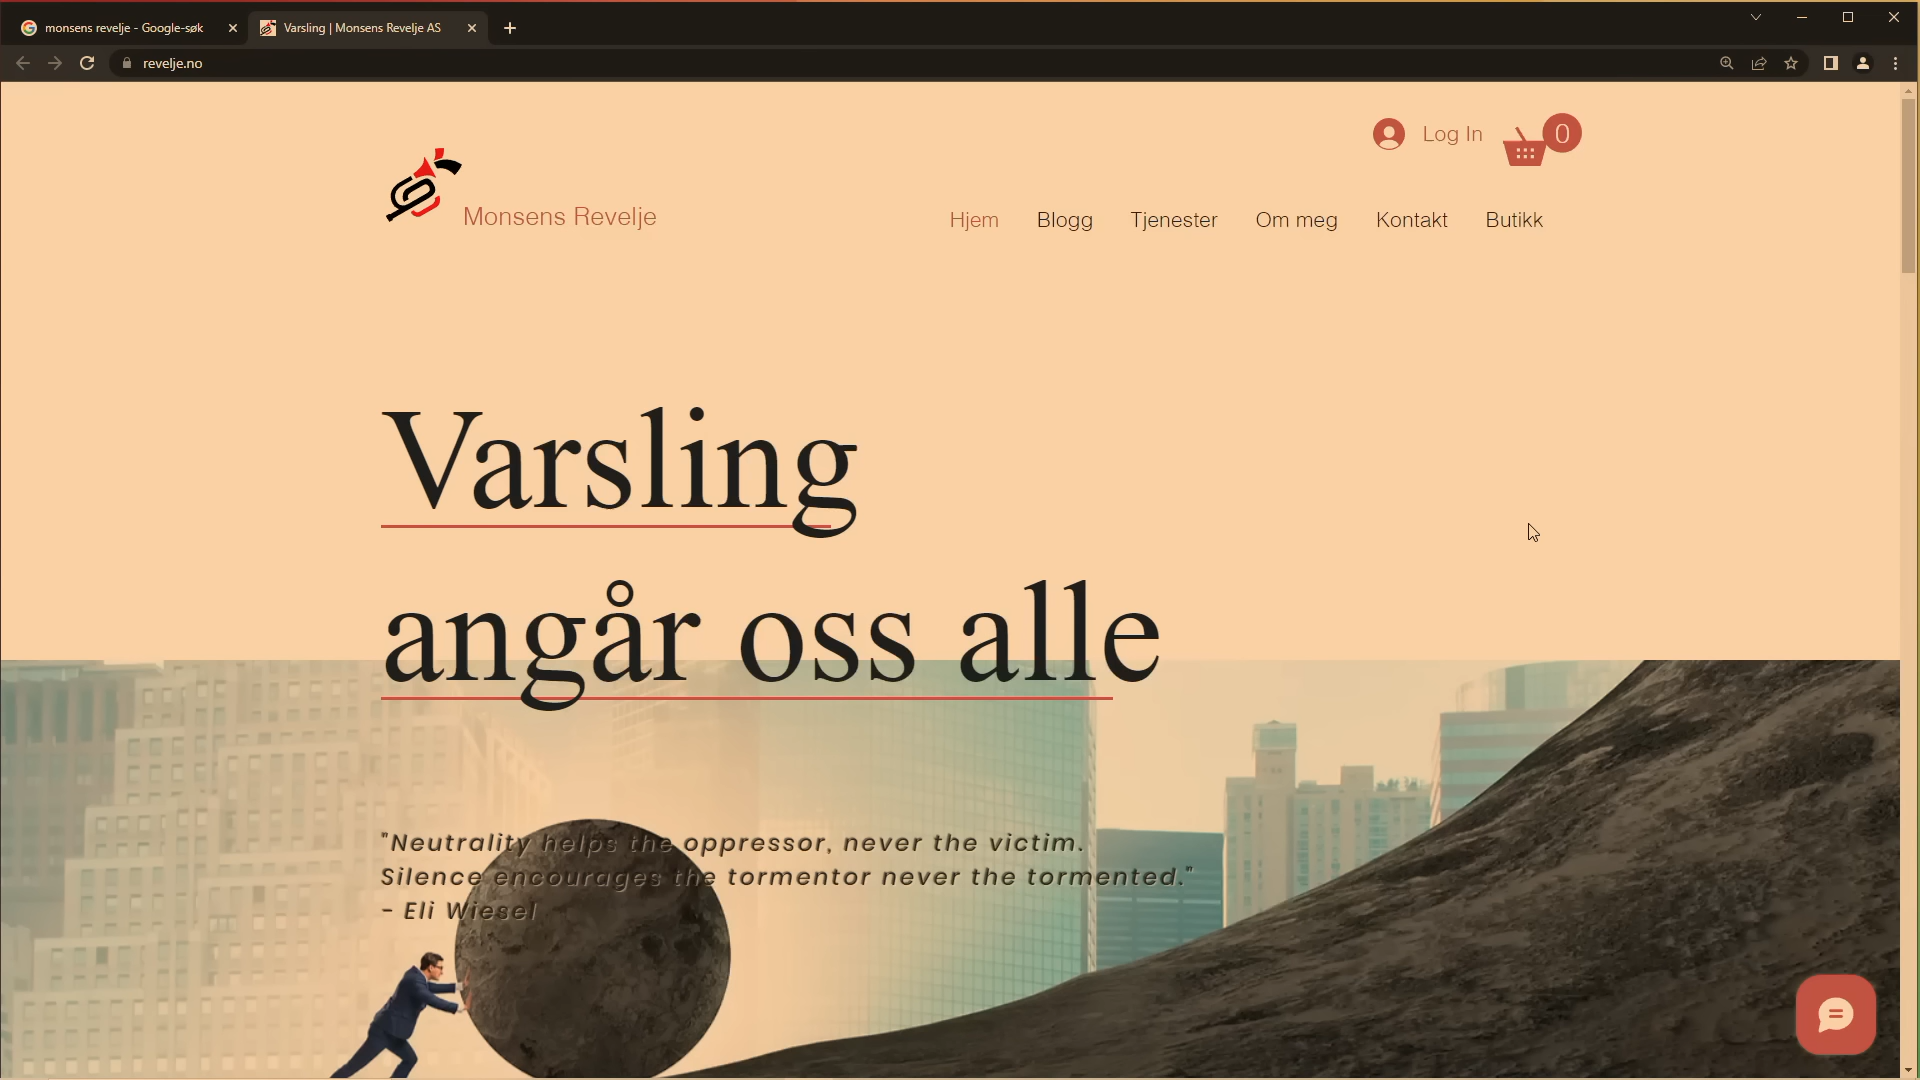 monsens revelje - Google-søk
Varsling | Monsens Revelje AS
revelje.no
Log In
0
Monsens Revelje
Hjem Blogg Tjenester Om meg Kontakt Butikk
Varsling
angår oss alle
"Neutrality helps the oppressor, never the victim.
Silence encourages the tormentor never the tormented."
- Eli Wiesel